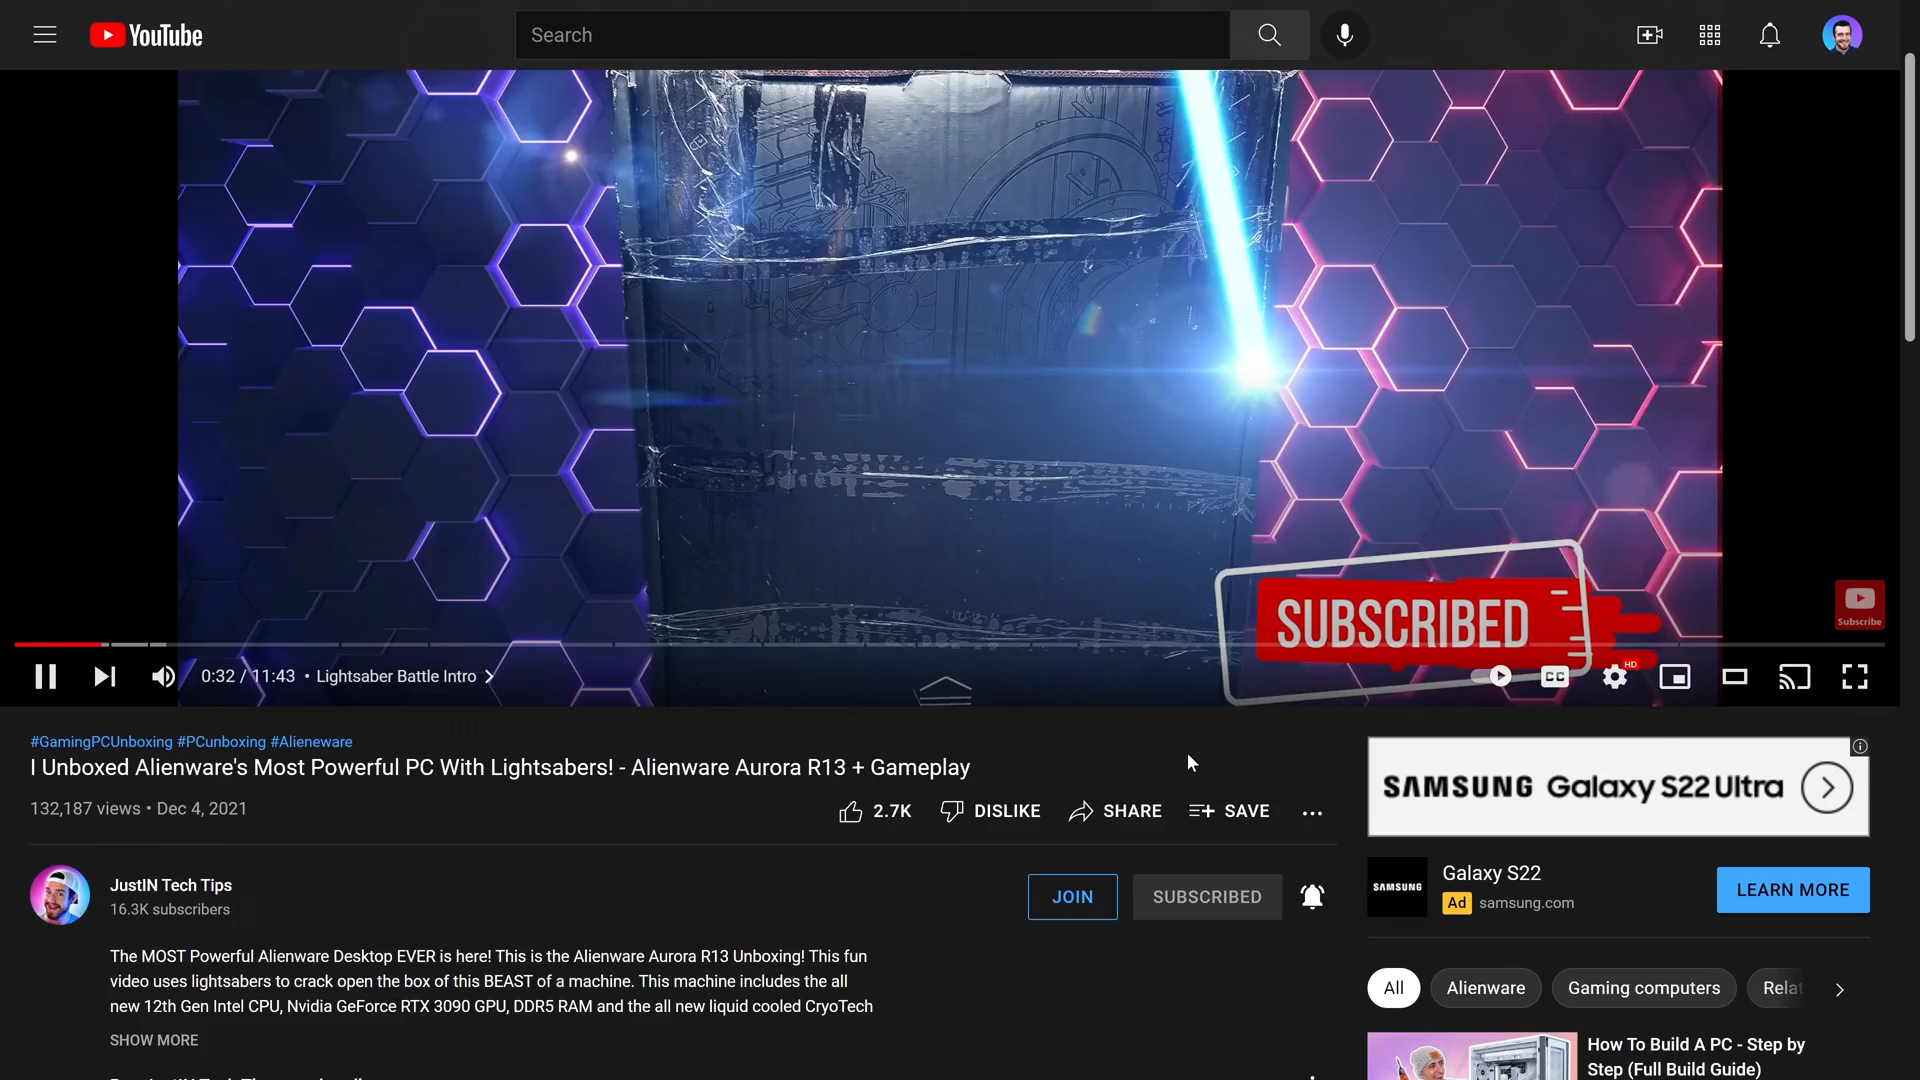 YouTube
Search
SUBSCRIBED
Subscribe
0:32 / 11:43 • Lightsaber Battle Intro
CC
HD
#GamingPCUnboxing #PCunboxing #Alieneware
I Unboxed Alienware's Most Powerful PC With Lightsabers! - Alienware Aurora R13 + Gameplay
132,187 views • Dec 4, 2021
2.7K
DISLIKE
SHARE
SAVE
JustIN Tech Tips
16.3K subscribers
JOIN
SUBSCRIBED
The MOST Powerful Alienware Desktop EVER is here! This is the Alienware Aurora R13 Unboxing! This fun
video uses lightsabers to crack open the box of this BEAST of a machine. This machine includes the all
new 12th Gen Intel CPU, Nvidia GeForce RTX 3090 GPU, DDR5 RAM and the all new liquid cooled CryoTech
SHOW MORE
SAMSUNG Galaxy S22 Ultra
SAMSUNG
Galaxy S22
Ad samsung.com
LEARN MORE
All
Alienware
Gaming computers
Relat
How To Build A PC - Step by
Step (Full Build Guide)